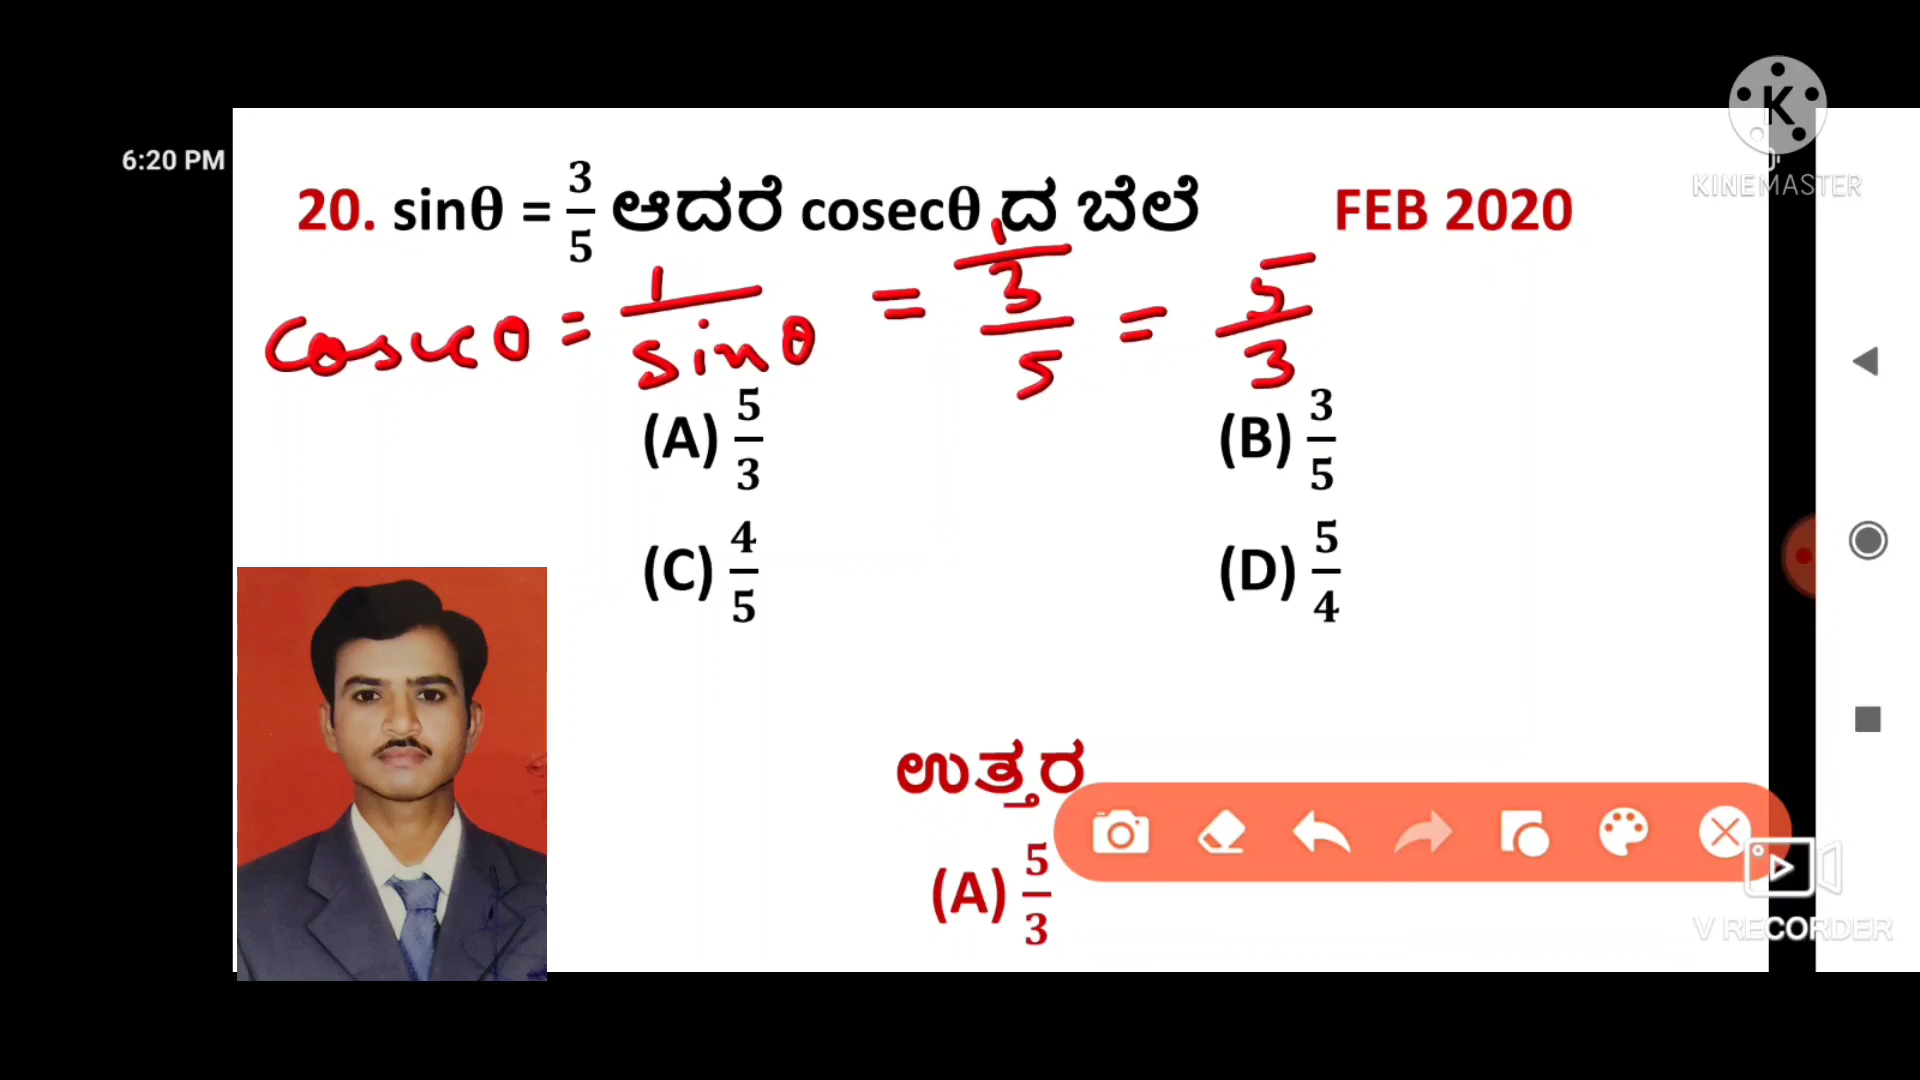 KINEMASTER
6:20 PM
20. sinθ = 3/5 ಆದರೆ cosecθ ದ ಬೆಲೆ FEB 2020
cosecθ = 1/sinθ = 1/(3/5) = 5/3
(A) 5/3 (B) 3/5
(C) 4/5 (D) 5/4
ಉತ್ತರ
(A) 5/3
V RECORDER